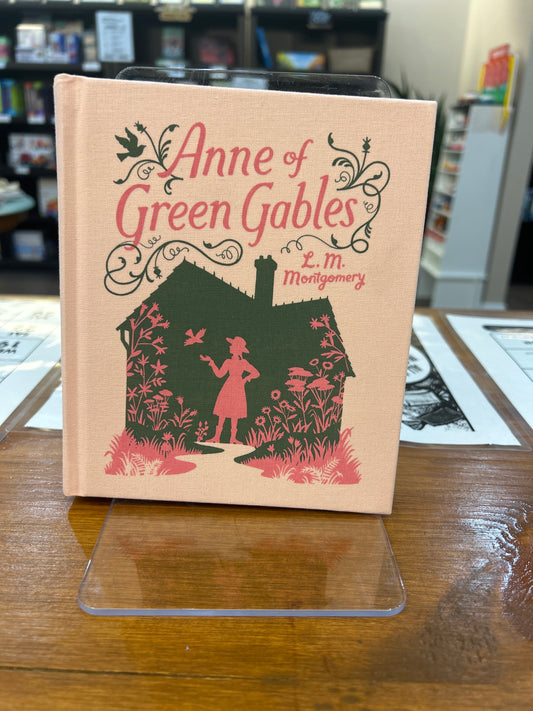 Anne of
Green Gables
L. M.
Montgomery